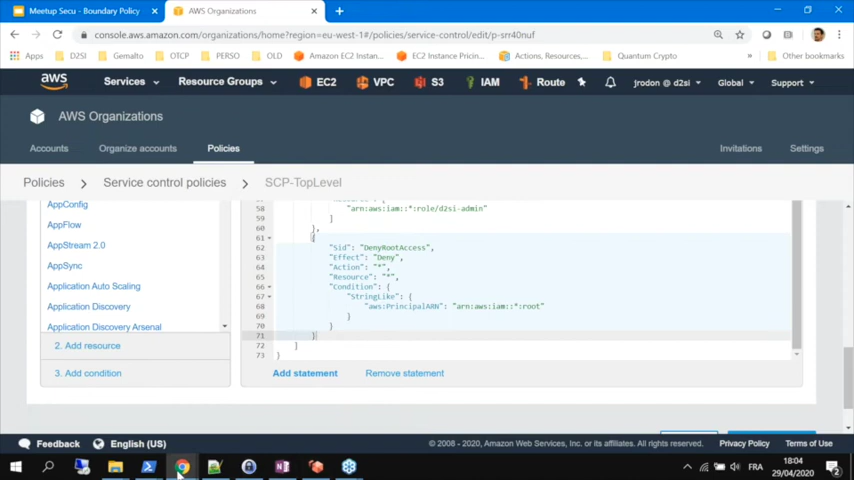 Meetup Secu - Boundary Policy
AWS Organizations
console.aws.amazon.com/organizations/home?region=eu-west-1#/policies/service-control/edit/p-srr40nuf
Apps D2SI Gemalto OTCP PERSO OLD Amazon EC2 Instan... EC2 Instance Pricing... Actions, Resources,... Quantum Crypto Other bookmarks
aws Services Resource Groups EC2 VPC S3 IAM Route jrodon @ d2si Global Support
AWS Organizations
Accounts Organize accounts Policies Invitations Settings
Policies Service control policies SCP-TopLevel
AppConfig
AppFlow
AppStream 2.0
AppSync
Application Auto Scaling
Application Discovery
Application Discovery Arsenal
2. Add resource
3. Add condition
58 "arn:aws:iam::*:role/d2si-admin"
59 ]
60 },
61 {
62 "Sid": "DenyRootAccess",
63 "Effect": "Deny",
64 "Action": "*",
65 "Resource": "*",
66 "Condition": {
67 "StringLike": {
68 "aws:PrincipalARN": "arn:aws:iam::*:root"
69 }
70 }
71 }
72 ]
73 }
Add statement Remove statement
Feedback English (US) © 2008 - 2020, Amazon Web Services, Inc. or its affiliates. All rights reserved. Privacy Policy Terms of Use
FRA 18:04
29/04/2020
2